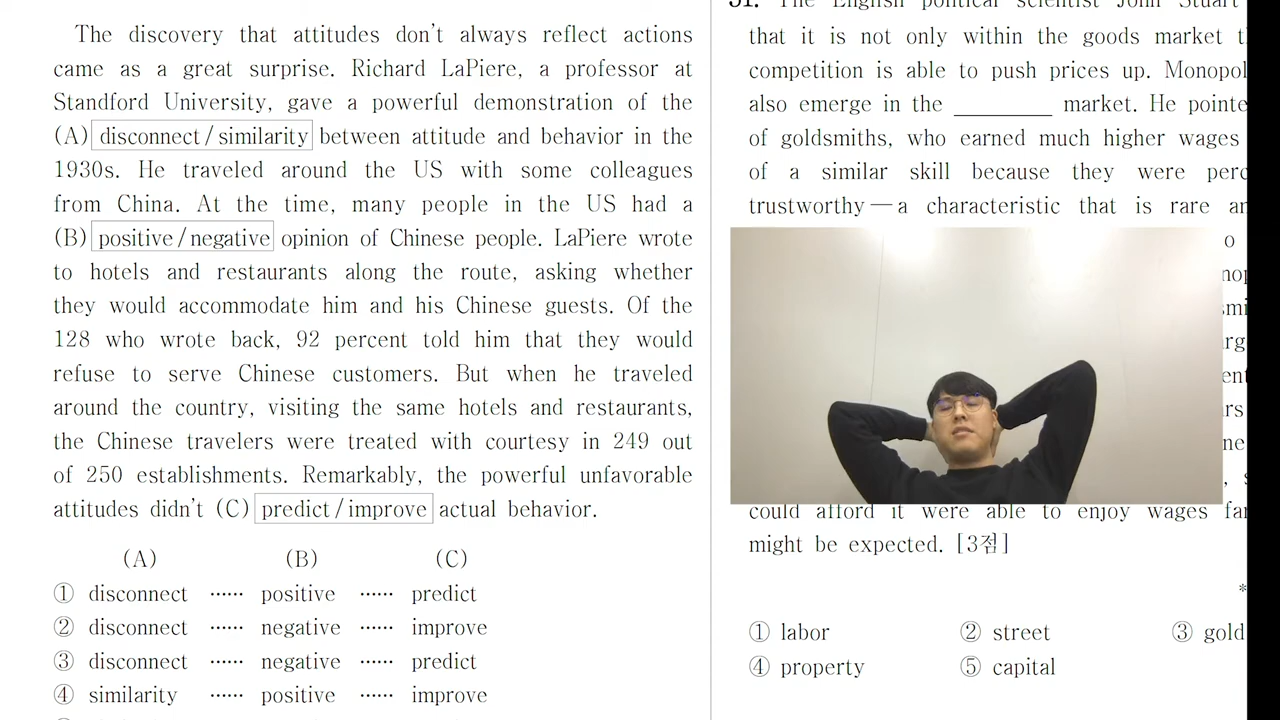 The discovery that attitudes don't always reflect actions
came as a great surprise. Richard LaPiere, a professor at
Standford University, gave a powerful demonstration of the
(A) disconnect / similarity between attitude and behavior in the
1930s. He traveled around the US with some colleagues
from China. At the time, many people in the US had a
(B) positive / negative opinion of Chinese people. LaPiere wrote
to hotels and restaurants along the route, asking whether
they would accommodate him and his Chinese guests. Of the
128 who wrote back, 92 percent told him that they would
refuse to serve Chinese customers. But when he traveled
around the country, visiting the same hotels and restaurants,
the Chinese travelers were treated with courtesy in 249 out
of 250 establishments. Remarkably, the powerful unfavorable
attitudes didn't (C) predict / improve actual behavior.
(A) (B) (C)
① disconnect ⋯⋯ positive ⋯⋯ predict
② disconnect ⋯⋯ negative ⋯⋯ improve
③ disconnect ⋯⋯ negative ⋯⋯ predict
④ similarity ⋯⋯ positive ⋯⋯ improve
The English political scientist John Stuart
that it is not only within the goods market
competition is able to push prices up.
also emerge in the ________ market. He
of goldsmiths, who earned much higher wages
of a similar skill because they were
trustworthy — a characteristic that is rare
could afford it were able to enjoy wages
might be expected. [3점]
*
① labor ② street ③ gold
④ property ⑤ capital